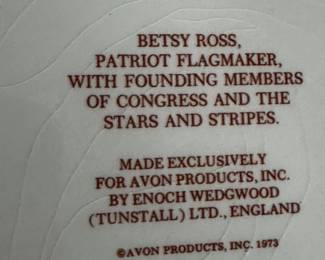 BETSY ROSS,
PATRIOT FLAGMAKER,
WITH FOUNDING MEMBERS
OF CONGRESS AND THE
STARS AND STRIPES.
MADE EXCLUSIVELY
FOR AVON PRODUCTS, INC.
BY ENOCH WEDGWOOD
(TUNSTALL) LTD., ENGLAND
©AVON PRODUCTS, INC. 1973